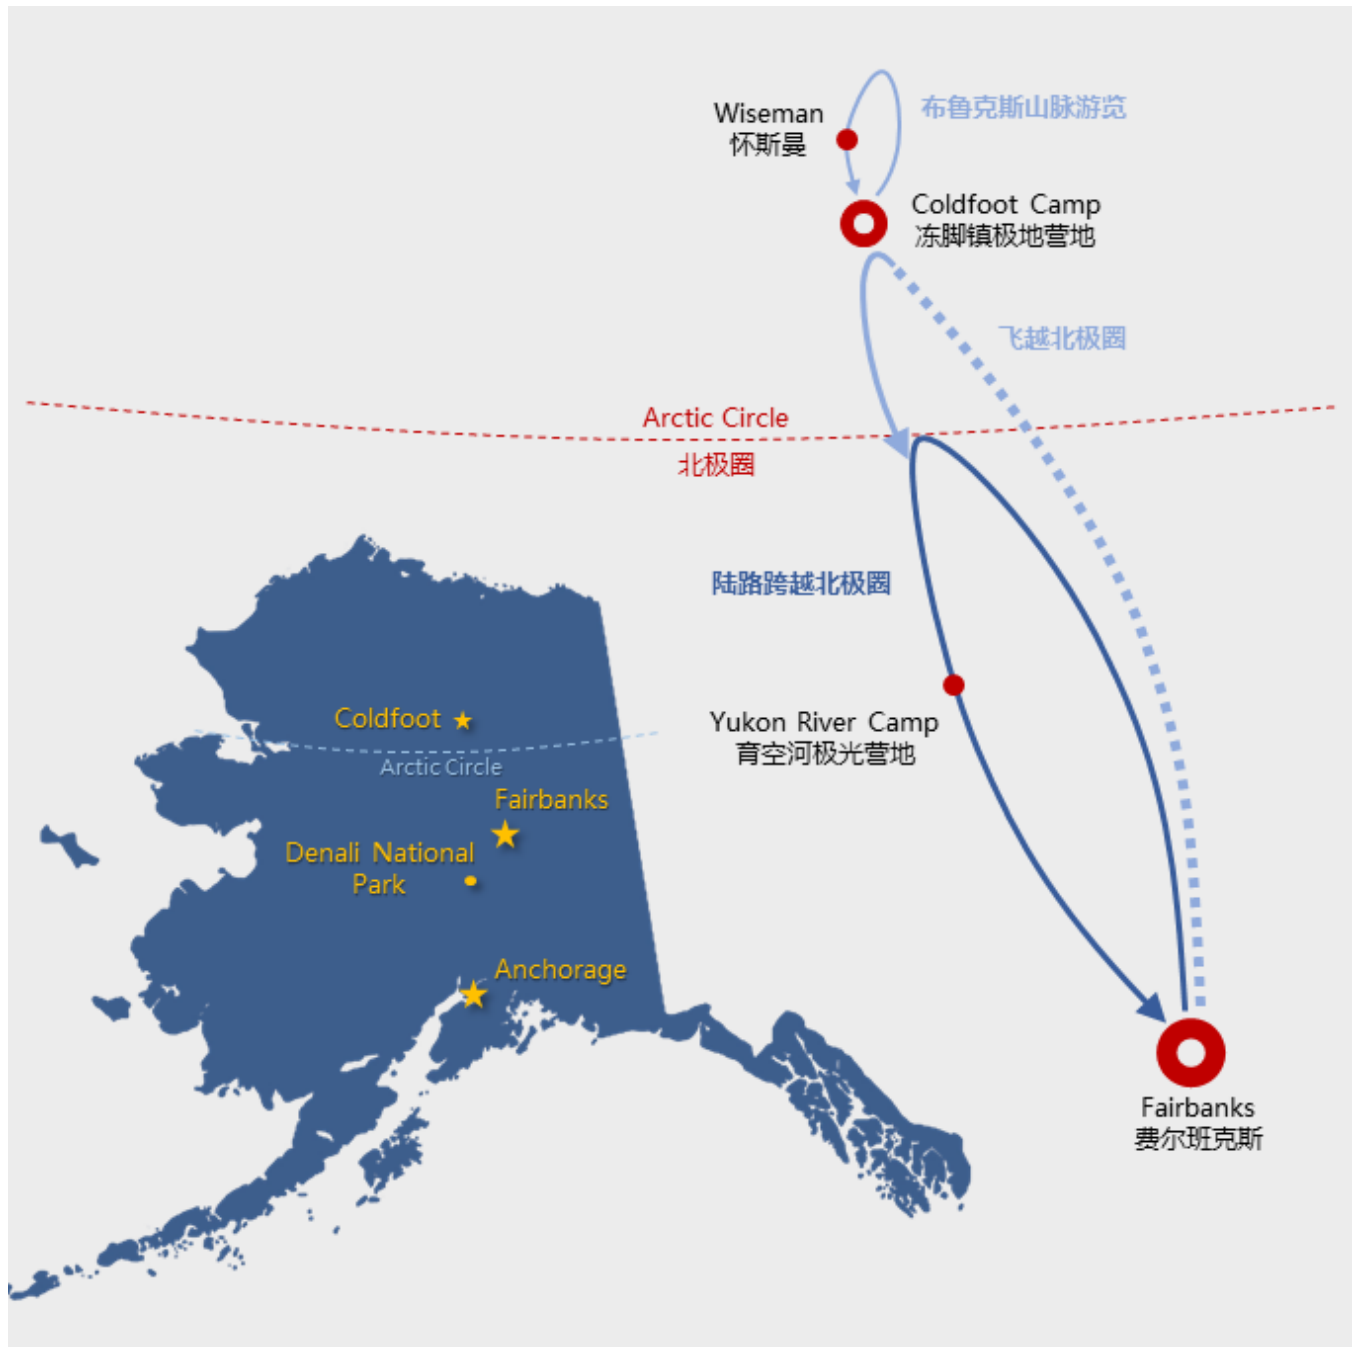 Wiseman
怀斯曼
布鲁克斯山脉游览
Coldfoot Camp
冻脚镇极地营地
飞越北极圈
Arctic Circle
北极圈
陆路跨越北极圈
Yukon River Camp
育空河极光营地
Fairbanks
费尔班克斯
Coldfoot
Arctic Circle
Fairbanks
Denali National
Park
Anchorage